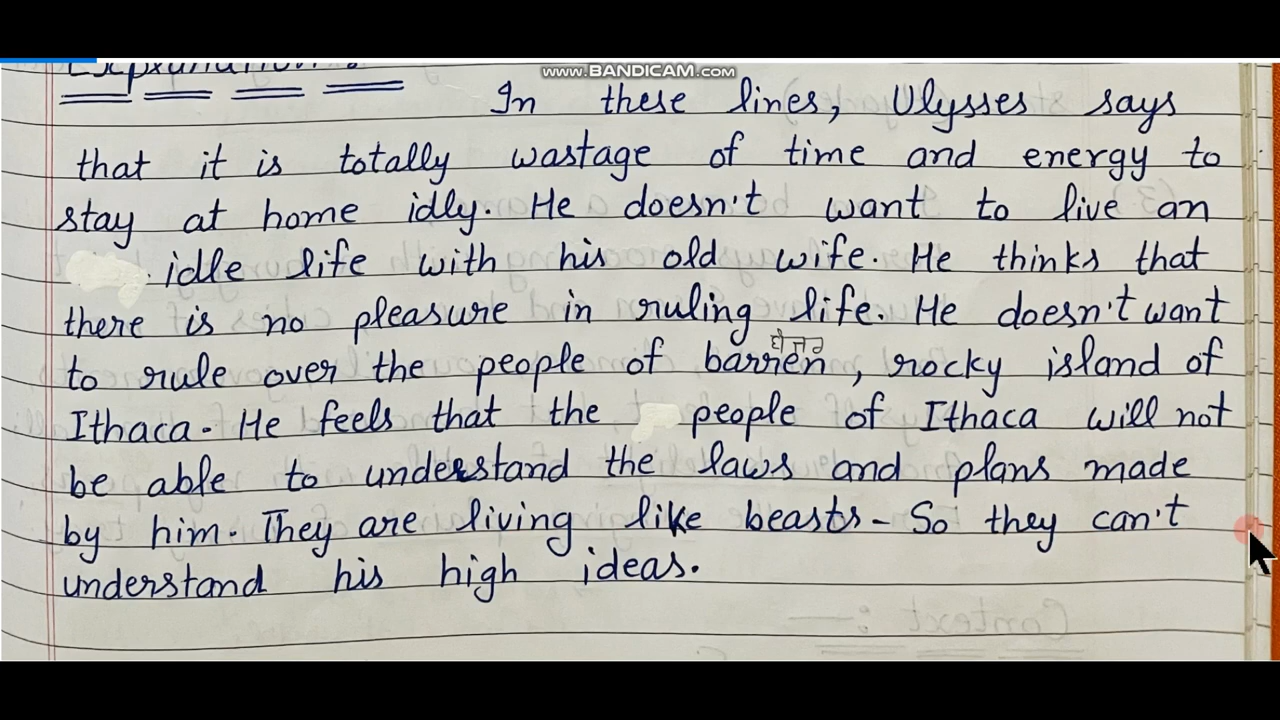 Explanation :
www.BANDICAM.com
In these lines, Ulysses says
that it is totally wastage of time and energy to
stay at home idly. He doesn't want to live an
idle life with his old wife. He thinks that
there is no pleasure in ruling life. He doesn't want
to rule over the people of barren, rocky island of
Ithaca. He feels that the people of Ithaca will not
be able to understand the laws and plans made
by him. They are living like beasts. So they can't
understand his high ideas.
Context :-